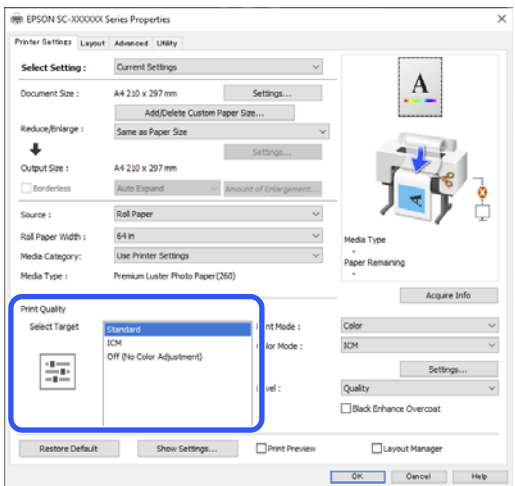 EPSON SC-XXXXXX Series Properties
Printer Settings Layout Advanced Utility
Select Setting : Current Settings
Document Size : A4 210 x 297 mm Settings...
Add/Delete Custom Paper Size...
Reduce/Enlarge : Same as Paper Size
Settings...
Output Size : A4 210 x 297 mm
Borderless Auto Expand Amount of Enlargement...
Source : Roll Paper
Roll Paper Width : 64 in
Media Category: Use Printer Settings
Media Type : Premium Luster Photo Paper(260)
A
Media Type
-
Paper Remaining
-
Acquire Info
Print Quality
Select Target
Standard
ICM
Off (No Color Adjustment)
nt Mode : Color
lor Mode : ICM
Settings...
vel : Quality
Black Enhance Overcoat
Restore Default Show Settings... Print Preview Layout Manager
OK Cancel Help